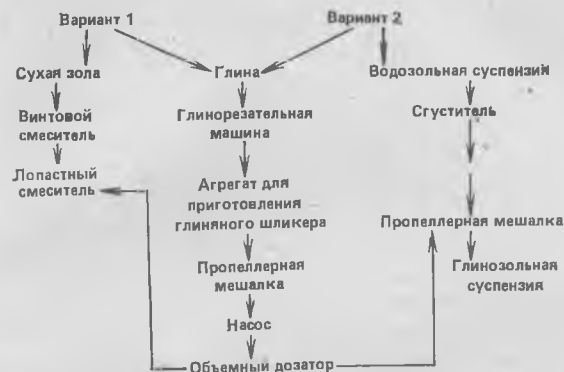 Вариант 1
Вариант 2
Сухая зола
Глина
Водозольная суспензия
Винтовой
смеситель
Глинорезательная
машина
Сгуститель
Лопастный
смеситель
Агрегат для
приготовления
глиняного шликера
Пропеллерная мешалка
Пропеллерная
мешалка
Глинозольная
суспензия
Насос
Объемный дозатор